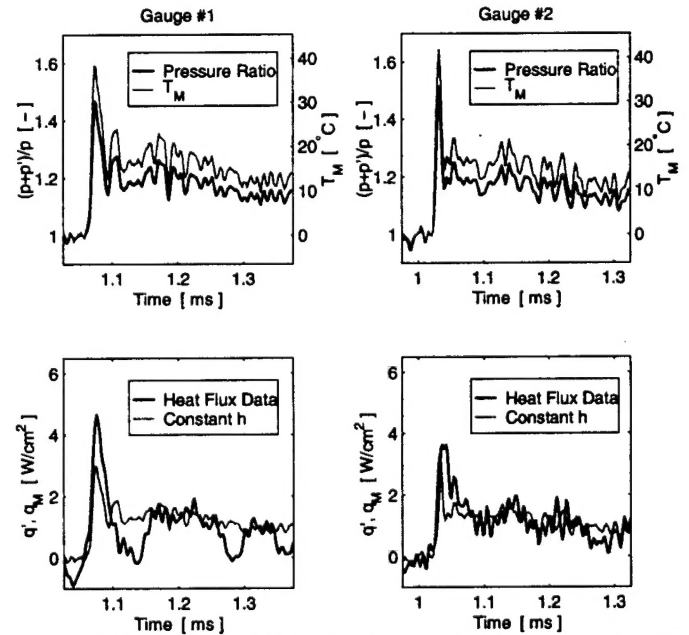 Gauge #1
Gauge #2
(p+p')/p [ – ]
1.6
1.4
1.2
1
Pressure Ratio
T_M
40
30
20
10
0
T_M [ °C ]
1.1 1.2 1.3
Time [ ms ]
(p+p')/p [ – ]
1.6
1.4
1.2
1
Pressure Ratio
T_M
40
30
20
10
0
T_M [ °C ]
1 1.1 1.2 1.3
Time [ ms ]
q', q_M [ W/cm² ]
6
4
2
0
Heat Flux Data
Constant h
1.1 1.2 1.3
Time [ ms ]
q', q_M [ W/cm² ]
6
4
2
0
Heat Flux Data
Constant h
1 1.1 1.2 1.3
Time [ ms ]